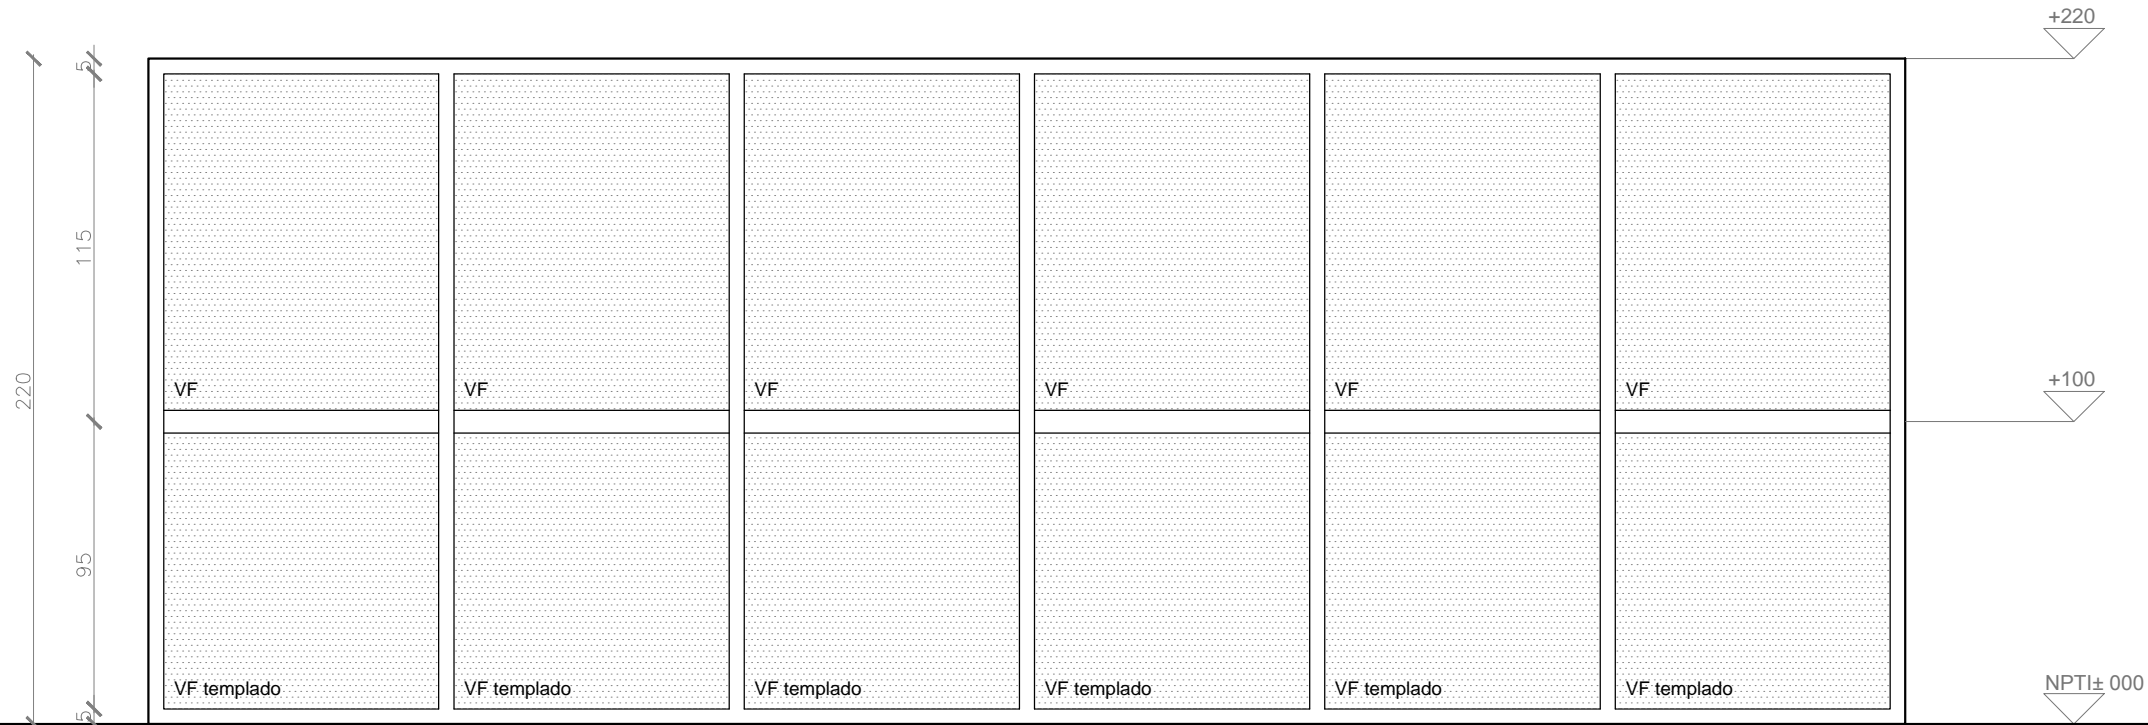 +220
5
115
220
+100
VF VF VF VF VF VF
95
VF templado VF templado VF templado VF templado VF templado VF templado
NPTI± 000
5